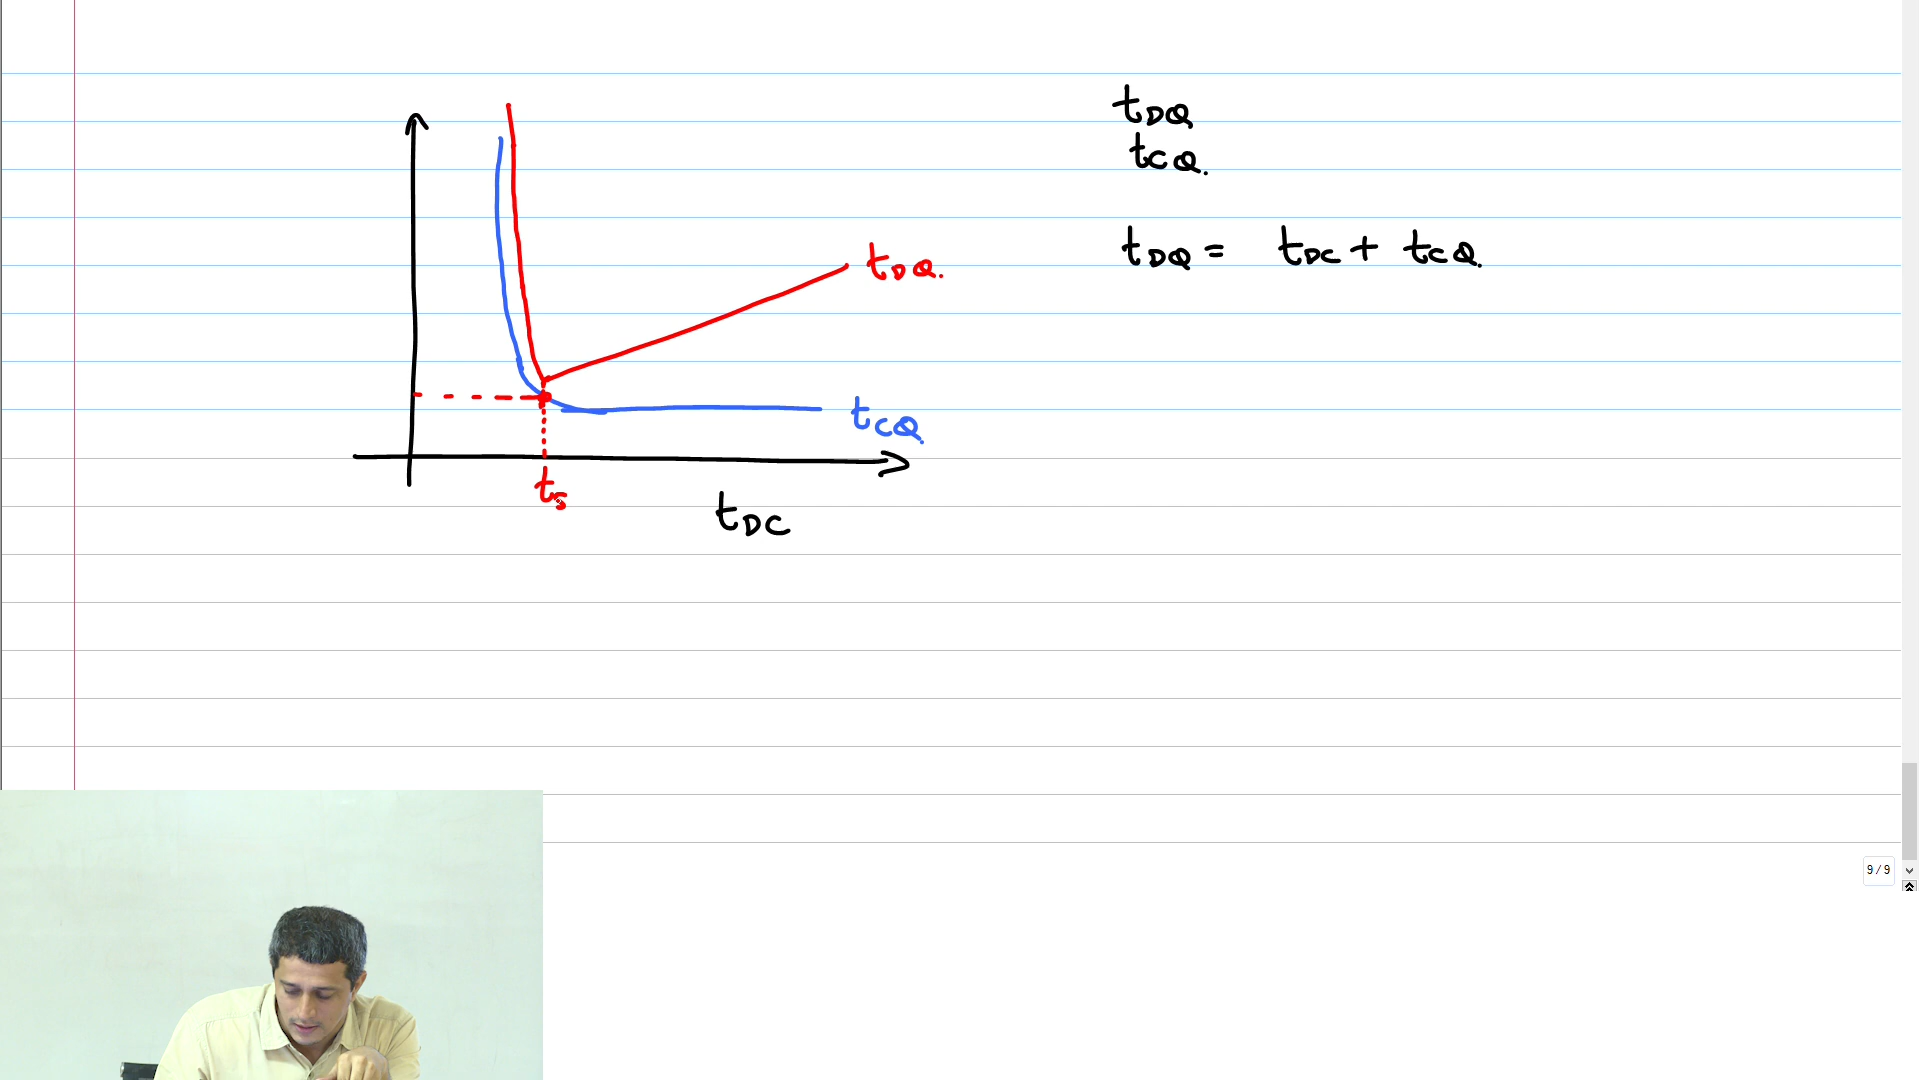 tDQ
tCQ.
tDQ = tDC + tCQ.
tDQ.
tCQ.
ts
tDC
9 / 9